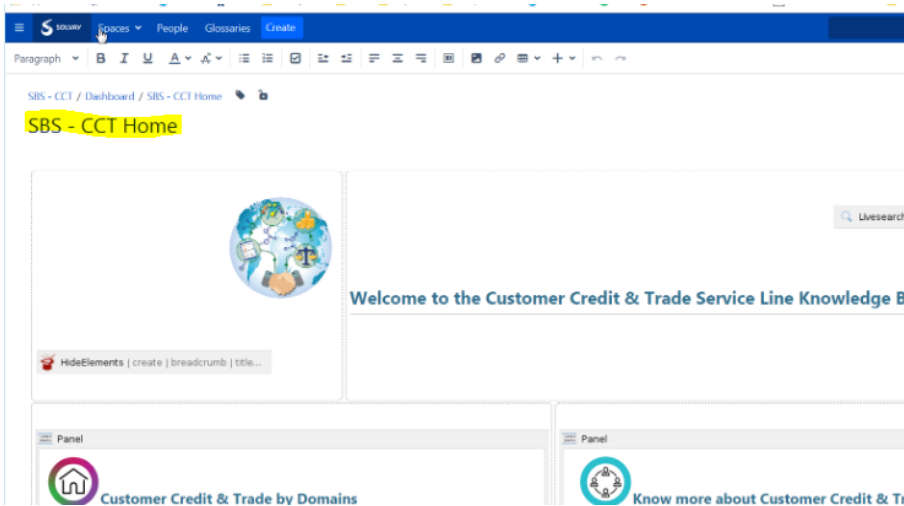 SOLVAY Spaces People Glossaries Create
Paragraph B I U A
SBS - CCT / Dashboard / SBS - CCT Home
SBS - CCT Home
Livesearch
Welcome to the Customer Credit & Trade Service Line Knowledge B
HideElements | create | breadcrumb | title...
Panel
Panel
Customer Credit & Trade by Domains
Know more about Customer Credit & Tr